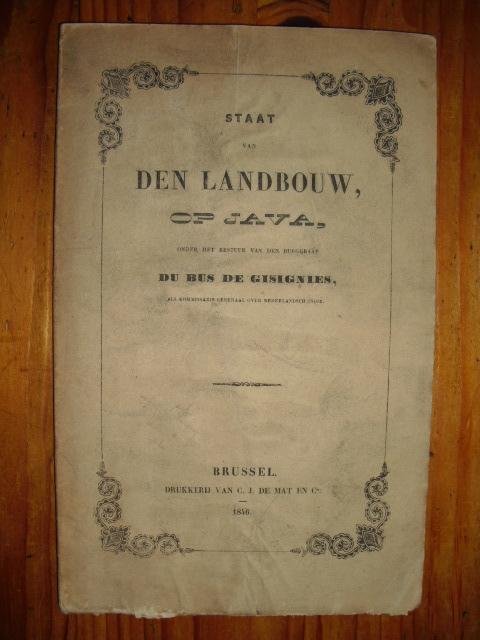 STAAT
VAN
DEN LANDBOUW,
OP JAVA,
ONDER HET BESTUUR VAN DEN BURGGRAAF
DU BUS DE GISIGNIES,
ALS KOMMISSARIS GENERAAL OVER NEDERLANDSCH INDIE.
BRUSSEL.
DRUKKERIJ VAN C. J. DE MAT EN Cº.
1846.